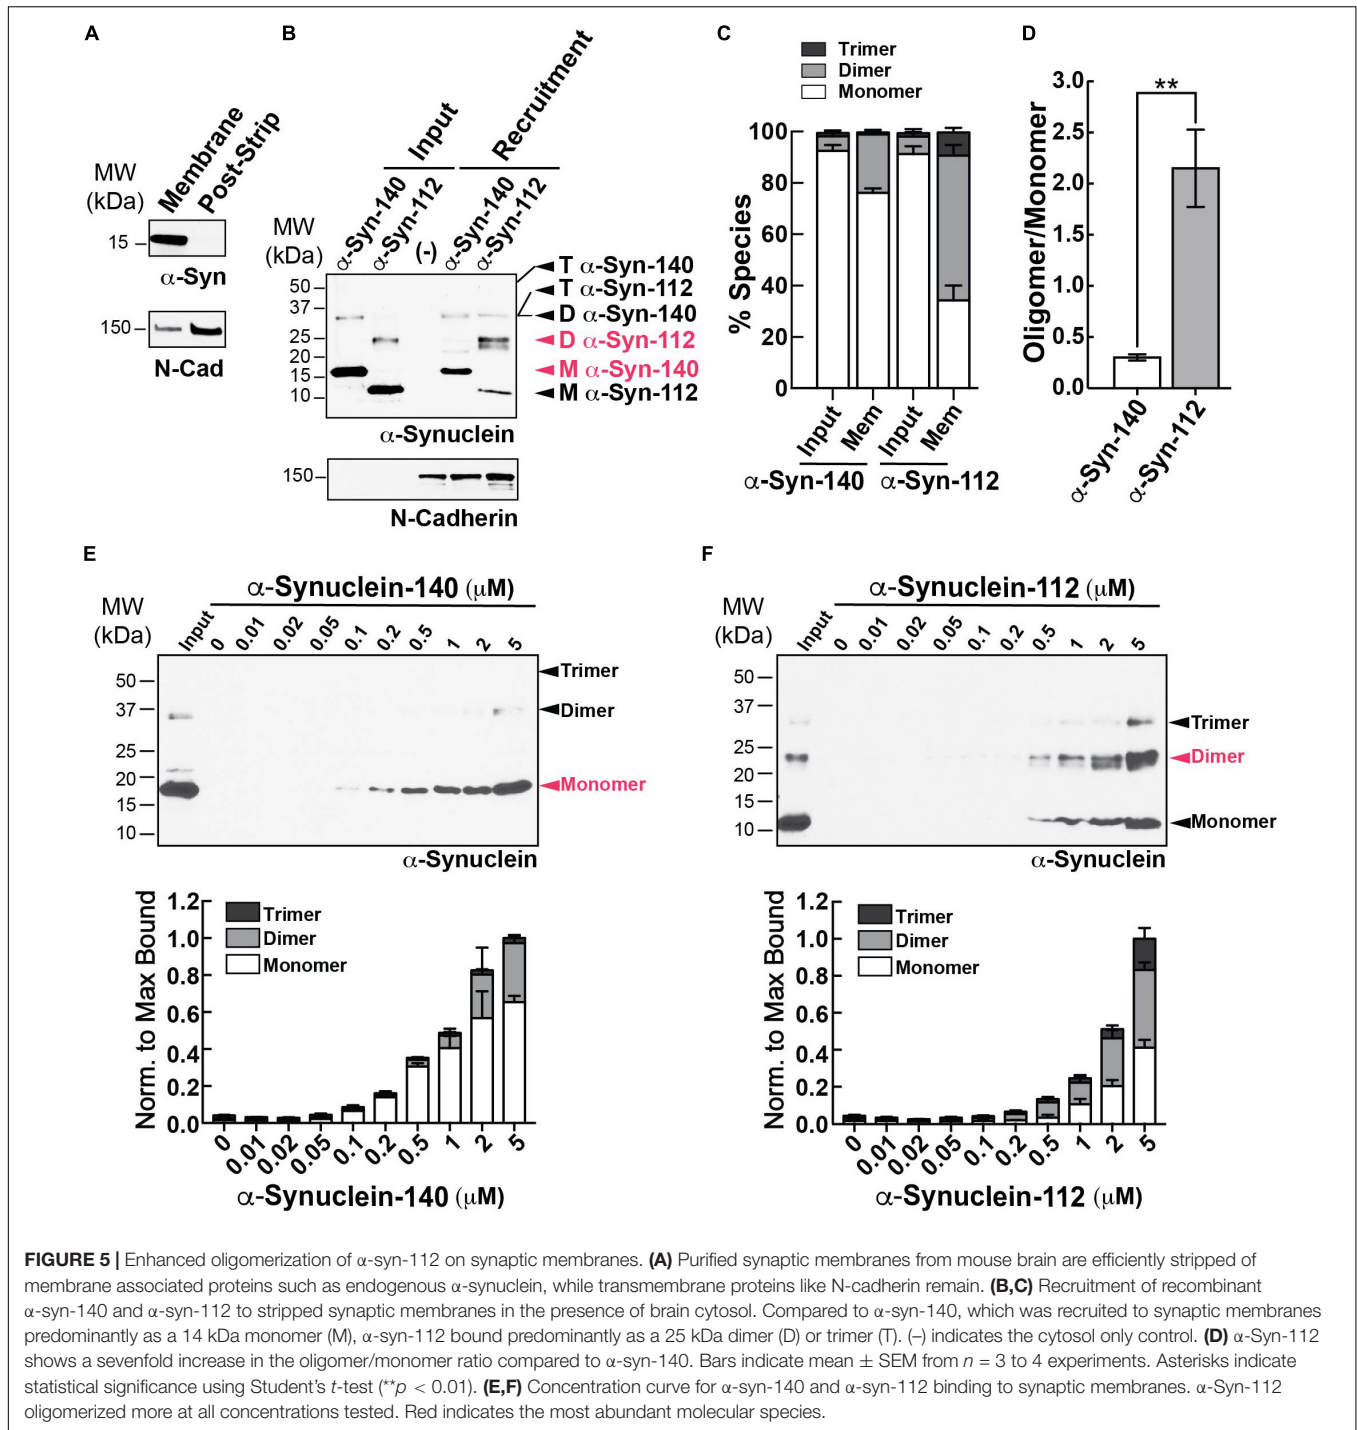 A
MW
(kDa)
Membrane
Post-Strip
15
α-Syn
150
N-Cad
B
Input
Recruitment
MW
(kDa)
α-Syn-140
α-Syn-112
(-)
α-Syn-140
α-Syn-112
50
37
25
20
15
10
T α-Syn-140
T α-Syn-112
D α-Syn-140
D α-Syn-112
M α-Syn-140
M α-Syn-112
α-Synuclein
150
N-Cadherin
C
Trimer
Dimer
Monomer
% Species
100
80
60
40
20
0
Input
Mem
Input
Mem
α-Syn-140 α-Syn-112
D
Oligomer/Monomer
3.0
2.5
2.0
1.5
1.0
0.5
0.0
**
α-Syn-140
α-Syn-112
E
α-Synuclein-140 (μM)
MW
(kDa)
Input 0 0.01 0.02 0.05 0.1 0.2 0.5 1 2 5
50
37
25
20
15
10
Trimer
Dimer
Monomer
α-Synuclein
Norm. to Max Bound
1.2
1.0
0.8
0.6
0.4
0.2
0.0
Trimer
Dimer
Monomer
0 0.01 0.02 0.05 0.1 0.2 0.5 1 2 5
α-Synuclein-140 (μM)
F
α-Synuclein-112 (μM)
MW
(kDa)
Input 0 0.01 0.02 0.05 0.1 0.2 0.5 1 2 5
50
37
25
20
15
10
Trimer
Dimer
Monomer
α-Synuclein
Norm. to Max Bound
1.2
1.0
0.8
0.6
0.4
0.2
0.0
Trimer
Dimer
Monomer
0 0.01 0.02 0.05 0.1 0.2 0.5 1 2 5
α-Synuclein-112 (μM)
FIGURE 5 | Enhanced oligomerization of α-syn-112 on synaptic membranes. (A) Purified synaptic membranes from mouse brain are efficiently stripped of
membrane associated proteins such as endogenous α-synuclein, while transmembrane proteins like N-cadherin remain. (B,C) Recruitment of recombinant
α-syn-140 and α-syn-112 to stripped synaptic membranes in the presence of brain cytosol. Compared to α-syn-140, which was recruited to synaptic membranes
predominantly as a 14 kDa monomer (M), α-syn-112 bound predominantly as a 25 kDa dimer (D) or trimer (T). (–) indicates the cytosol only control. (D) α-Syn-112
shows a sevenfold increase in the oligomer/monomer ratio compared to α-syn-140. Bars indicate mean ± SEM from n = 3 to 4 experiments. Asterisks indicate
statistical significance using Student's t-test (**p < 0.01). (E,F) Concentration curve for α-syn-140 and α-syn-112 binding to synaptic membranes. α-Syn-112
oligomerized more at all concentrations tested. Red indicates the most abundant molecular species.